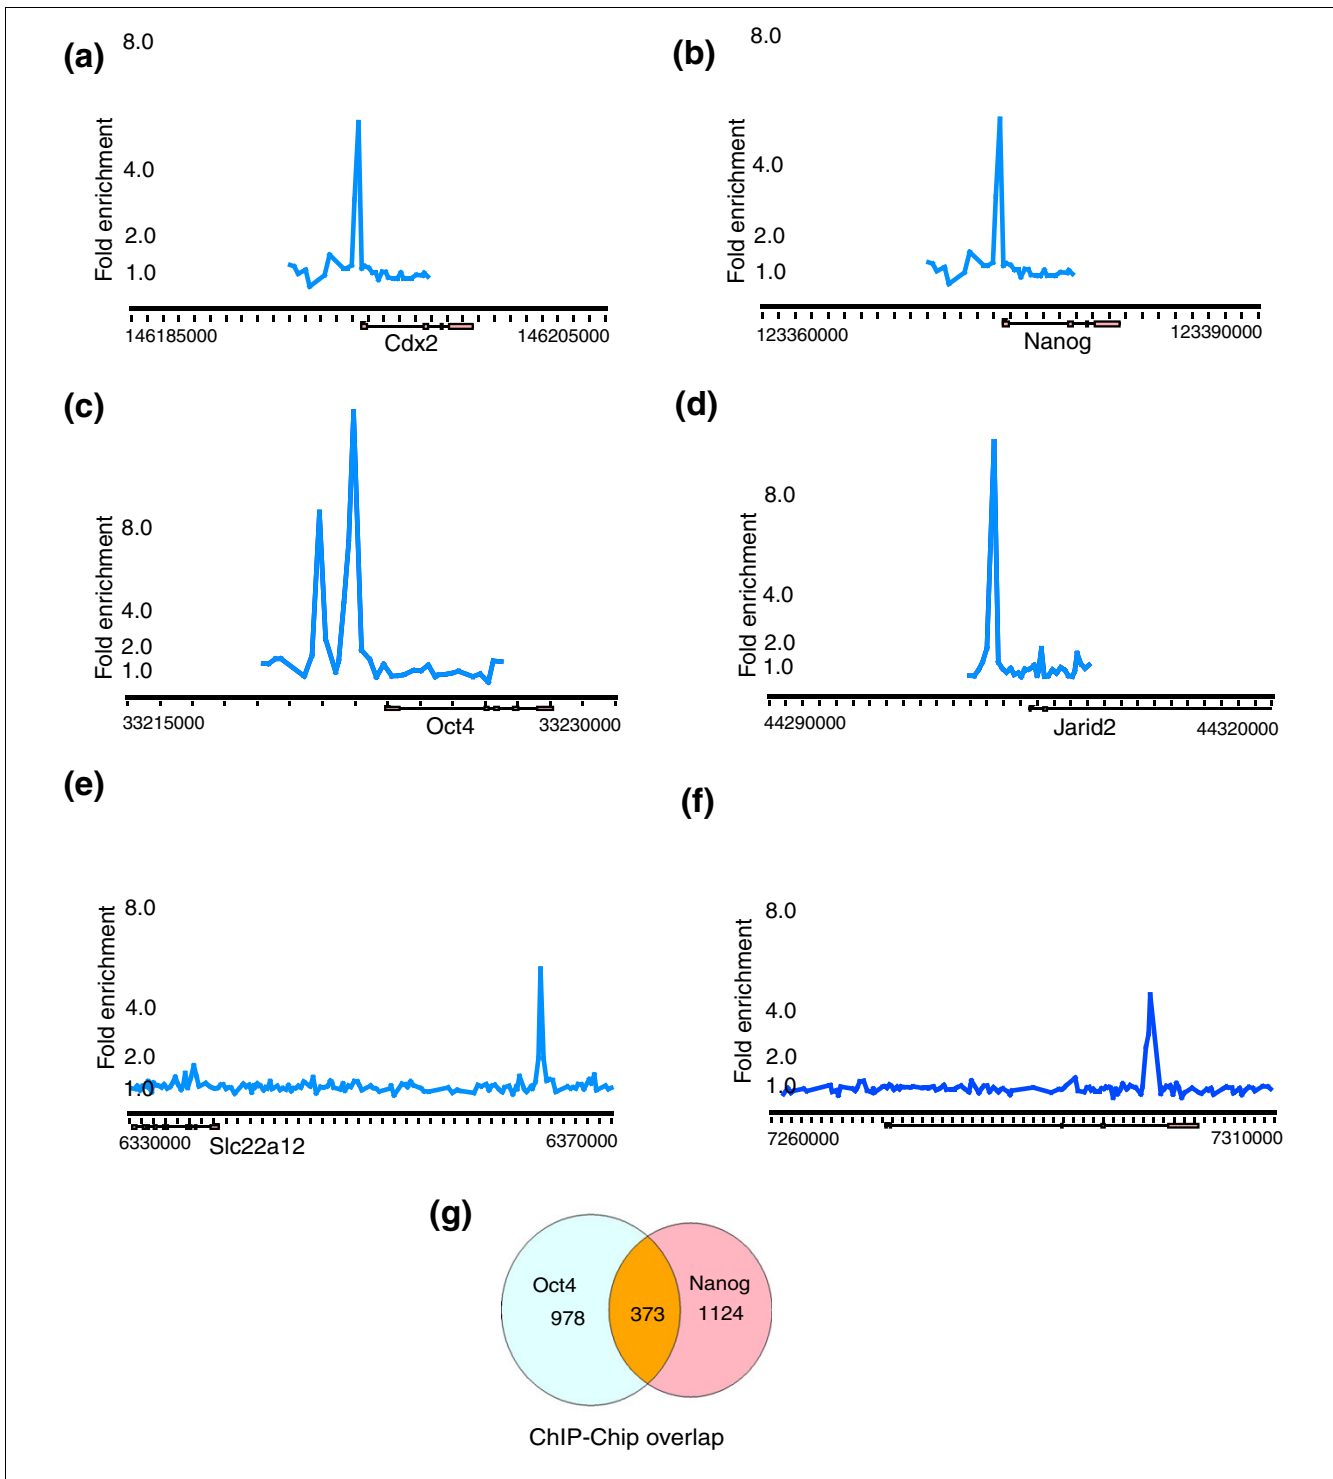 (a)
8.0
4.0
2.0
1.0
Fold enrichment
146185000
146205000
Cdx2
(b)
8.0
4.0
2.0
1.0
Fold enrichment
123360000
123390000
Nanog
(c)
8.0
4.0
2.0
1.0
Fold enrichment
33215000
Oct4
33230000
(d)
8.0
4.0
2.0
1.0
Fold enrichment
44290000
Jarid2
44320000
(e)
8.0
4.0
2.0
1.0
Fold enrichment
6330000
Slc22a12
6370000
(f)
8.0
4.0
2.0
1.0
Fold enrichment
7260000
7310000
(g)
Oct4
978
373
Nanog
1124
ChIP-Chip overlap